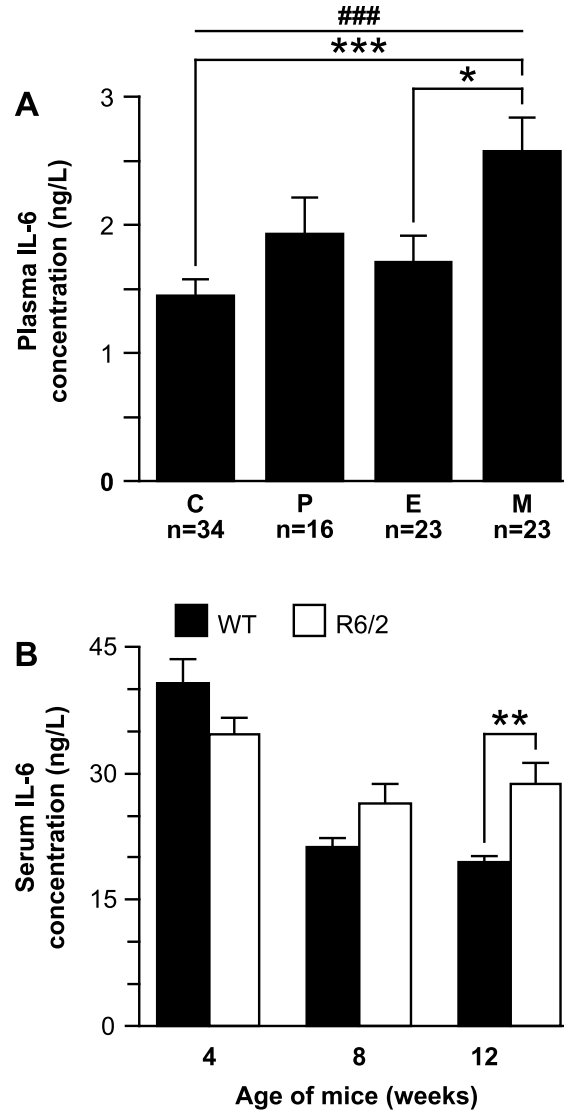 ###
***
*
A
Plasma IL-6
concentration (ng/L)
3
2
1
0
C P E M
n=34 n=16 n=23 n=23
WT R6/2
B
Serum IL-6
concentration (ng/L)
45
30
15
0
**
4 8 12
Age of mice (weeks)